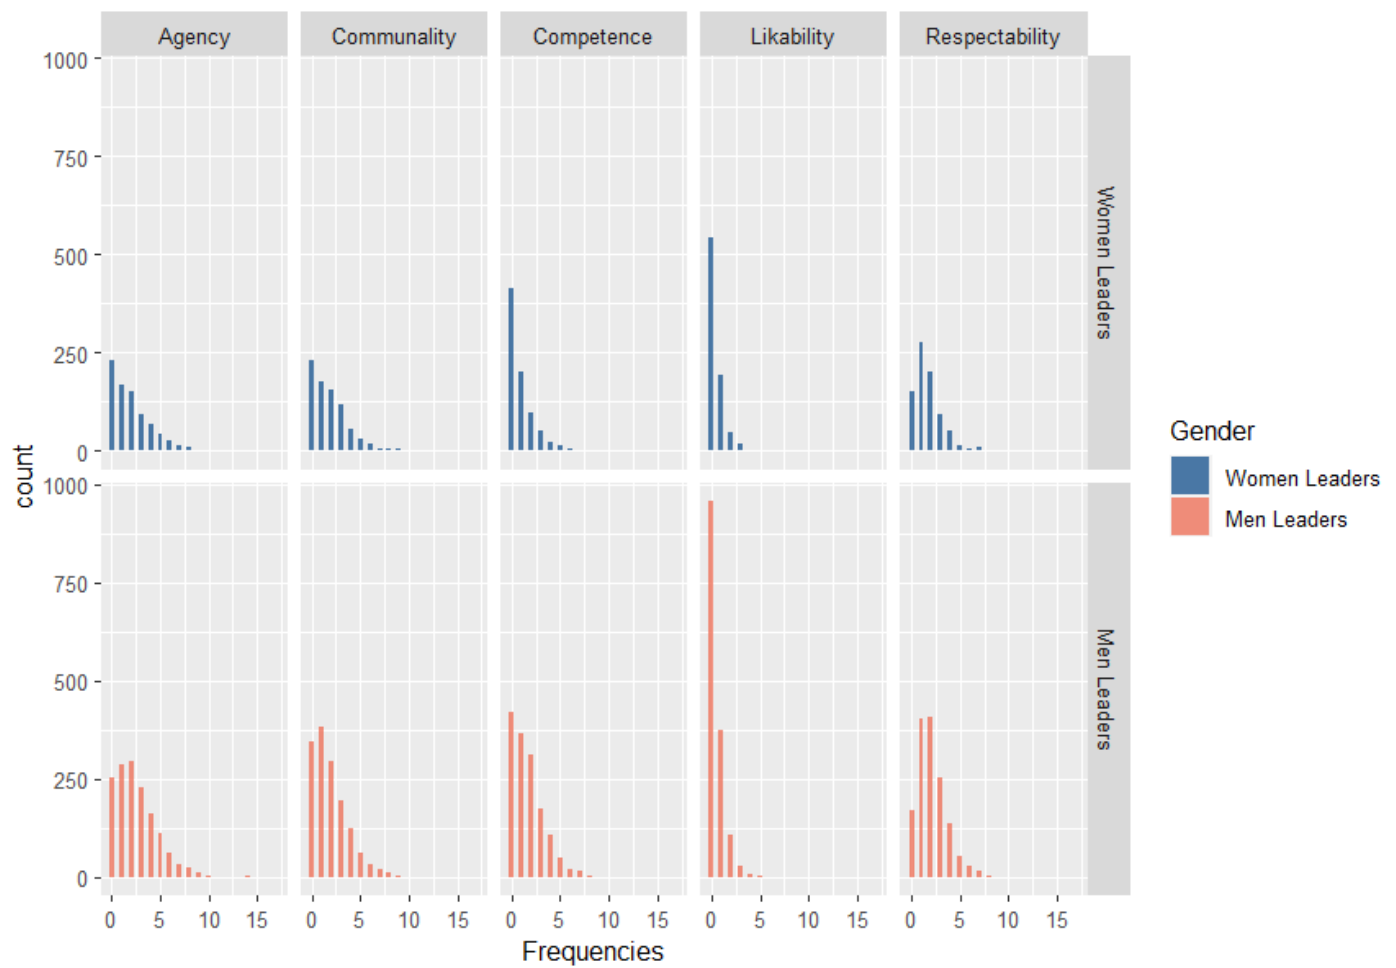 Agency Communality Competence Likability Respectability
1000
750
500
250
0
Women Leaders
1000
750
500
250
0
Men Leaders
count
0 5 10 15 0 5 10 15 0 5 10 15 0 5 10 15 0 5 10 15
Frequencies
Gender
Women Leaders
Men Leaders